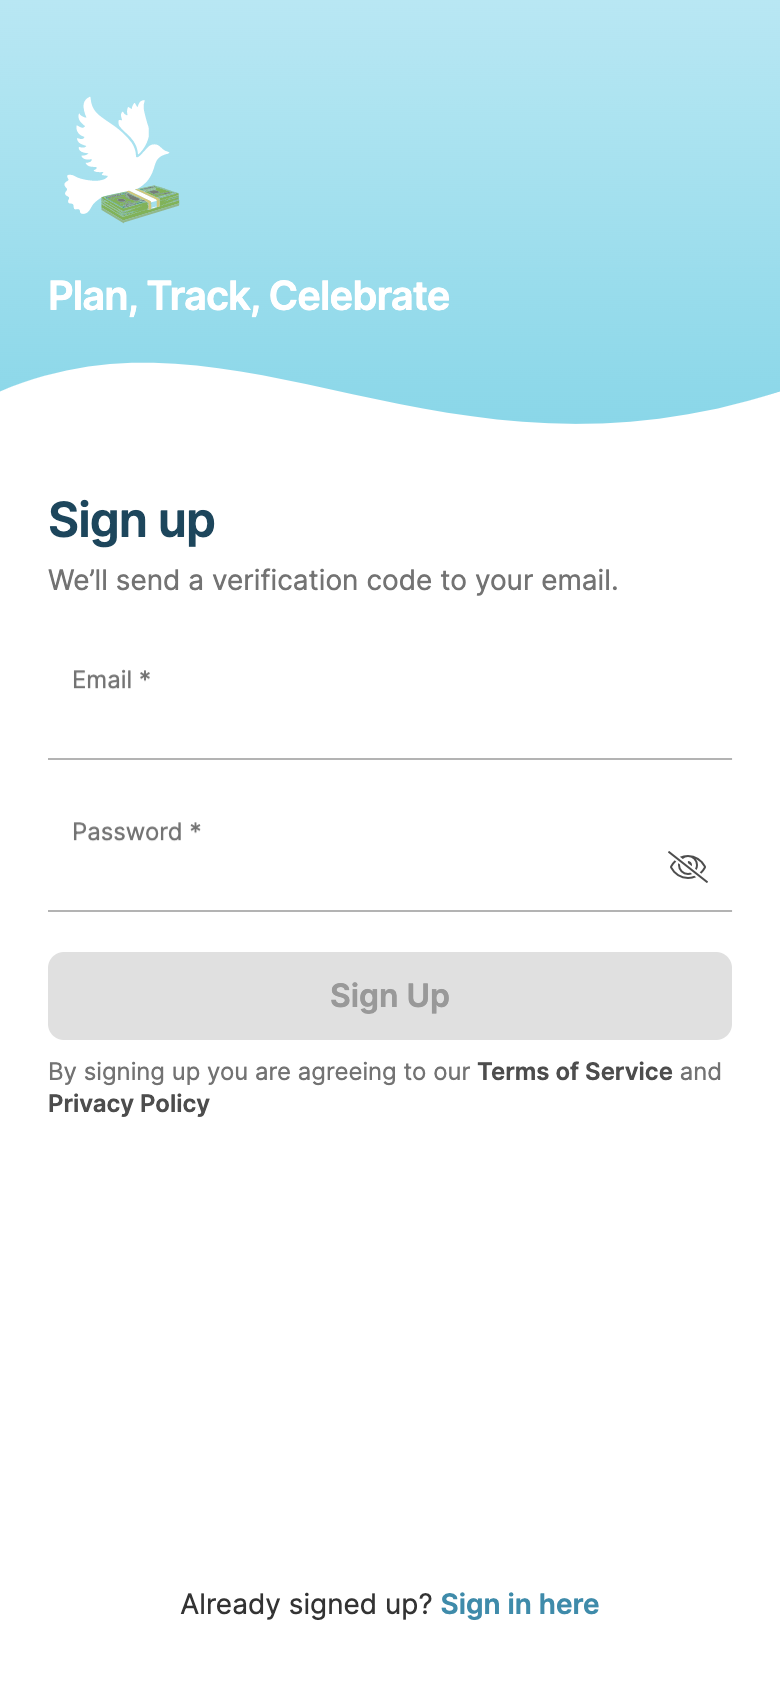 Plan, Track, Celebrate
Sign up
We’ll send a verification code to your email.
Email *
Password *
Sign Up
By signing up you are agreeing to our Terms of Service and
Privacy Policy
Already signed up? Sign in here